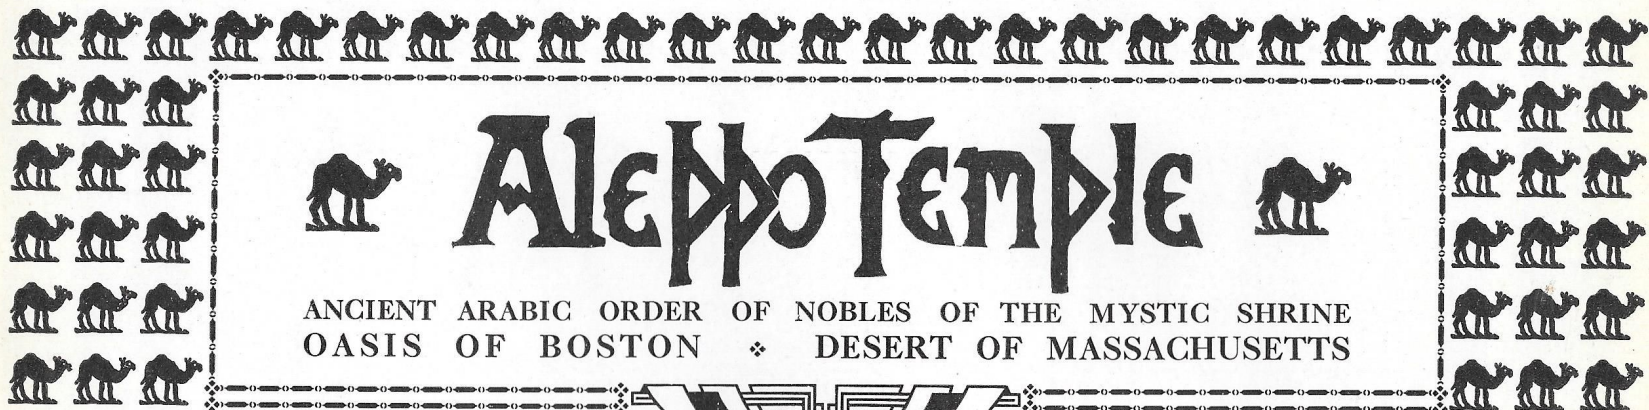 Aleppo Temple
ANCIENT ARABIC ORDER OF NOBLES OF THE MYSTIC SHRINE
OASIS OF BOSTON ❖ DESERT OF MASSACHUSETTS